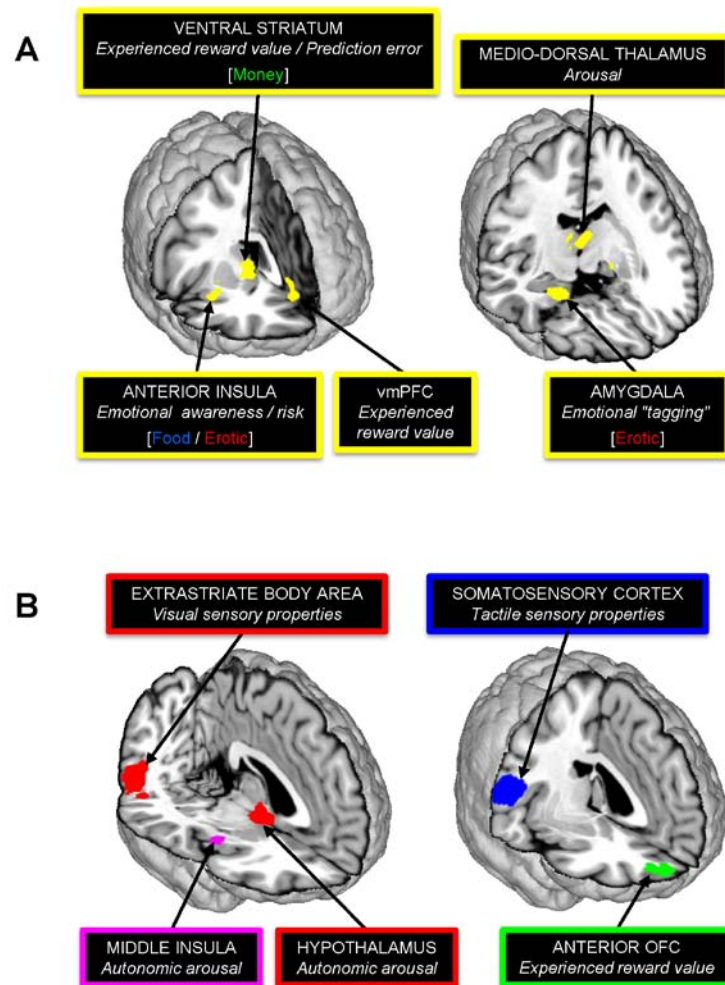 A
VENTRAL STRIATUM
Experienced reward value / Prediction error
[Money]
MEDIO-DORSAL THALAMUS
Arousal
ANTERIOR INSULA
Emotional awareness / risk
[Food / Erotic]
vmPFC
Experienced
reward value
AMYGDALA
Emotional "tagging"
[Erotic]
B
EXTRASTRIATE BODY AREA
Visual sensory properties
SOMATOSENSORY CORTEX
Tactile sensory properties
MIDDLE INSULA
Autonomic arousal
HYPOTHALAMUS
Autonomic arousal
ANTERIOR OFC
Experienced reward value